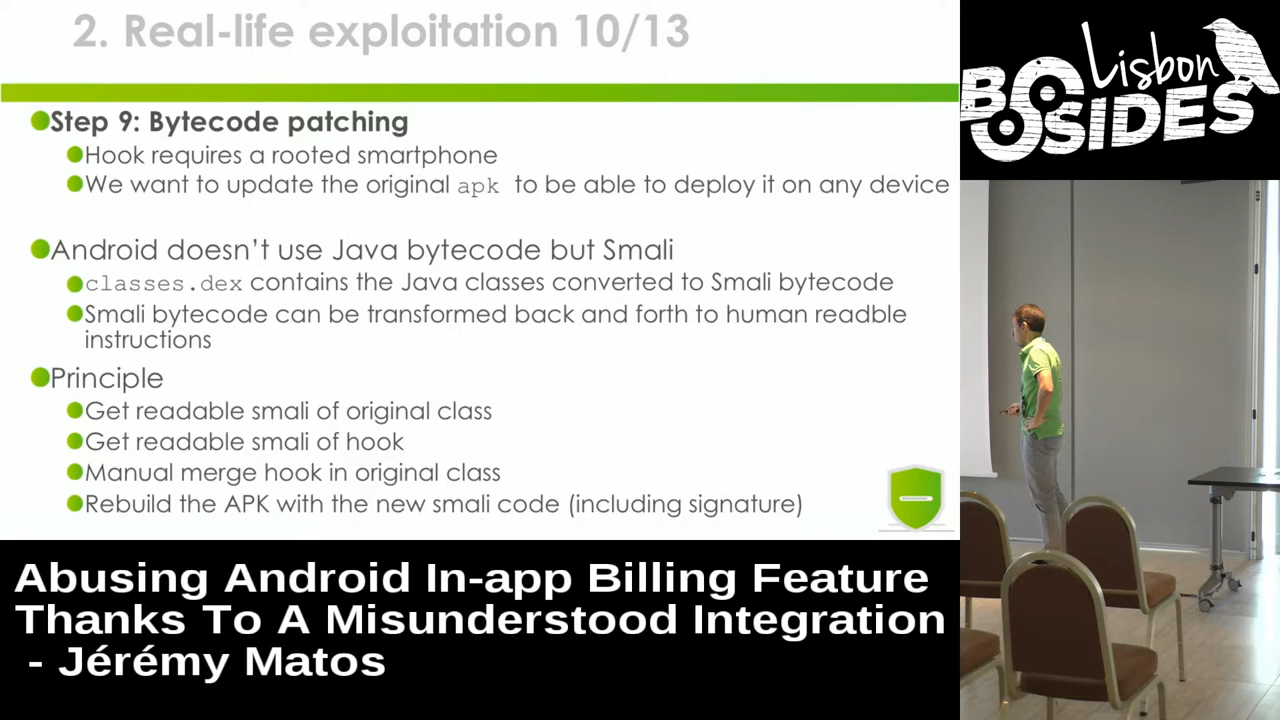 2. Real-life exploitation 10/13
Step 9: Bytecode patching
Hook requires a rooted smartphone
We want to update the original apk to be able to deploy it on any device
Android doesn't use Java bytecode but Smali
classes.dex contains the Java classes converted to Smali bytecode
Smali bytecode can be transformed back and forth to human readble
instructions
Principle
Get readable smali of original class
Get readable smali of hook
Manual merge hook in original class
Rebuild the APK with the new smali code (including signature)
Lisbon
BSIDES
Abusing Android In-app Billing Feature
Thanks To A Misunderstood Integration
- Jérémy Matos